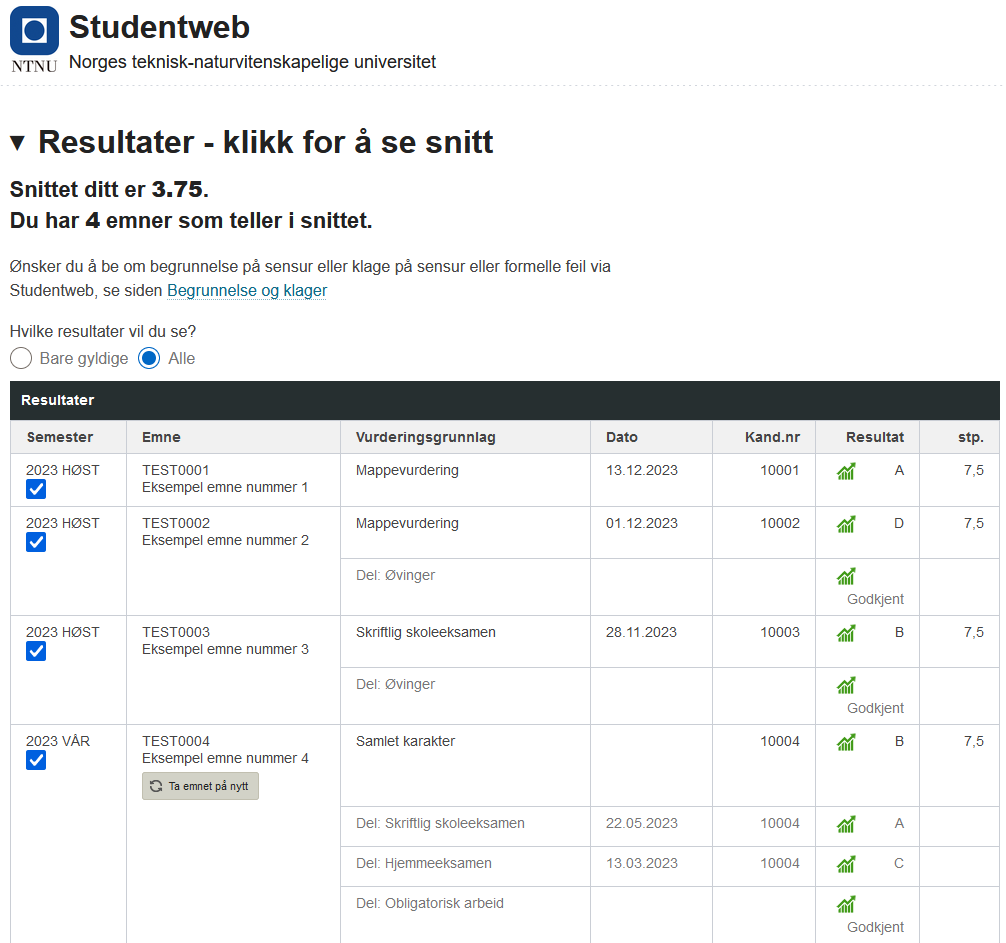 Studentweb
NTNU
Norges teknisk-naturvitenskapelige universitet
▼ Resultater - klikk for å se snitt
Snittet ditt er 3.75.
Du har 4 emner som teller i snittet.
Ønsker du å be om begrunnelse på sensur eller klage på sensur eller formelle feil via
Studentweb, se siden Begrunnelse og klager
Hvilke resultater vil du se?
Bare gyldige Alle
Resultater
Semester Emne Vurderingsgrunnlag Dato Kand.nr Resultat stp.
2023 HØST TEST0001 Mappevurdering 13.12.2023 10001 A 7,5
Eksempel emne nummer 1
2023 HØST TEST0002 Mappevurdering 01.12.2023 10002 D 7,5
Eksempel emne nummer 2
Del: Øvinger
Godkjent
2023 HØST TEST0003 Skriftlig skoleeksamen 28.11.2023 10003 B 7,5
Eksempel emne nummer 3
Del: Øvinger
Godkjent
2023 VÅR TEST0004 Samlet karakter 10004 B 7,5
Eksempel emne nummer 4
Ta emnet på nytt
Del: Skriftlig skoleeksamen 22.05.2023 10004 A
Del: Hjemmeeksamen 13.03.2023 10004 C
Del: Obligatorisk arbeid
Godkjent